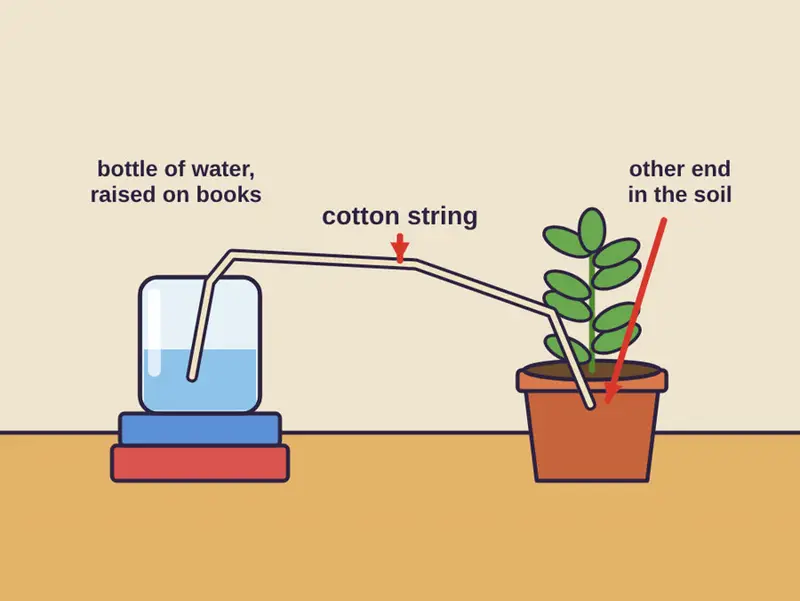 bottle of water,
raised on books
cotton string
other end
in the soil